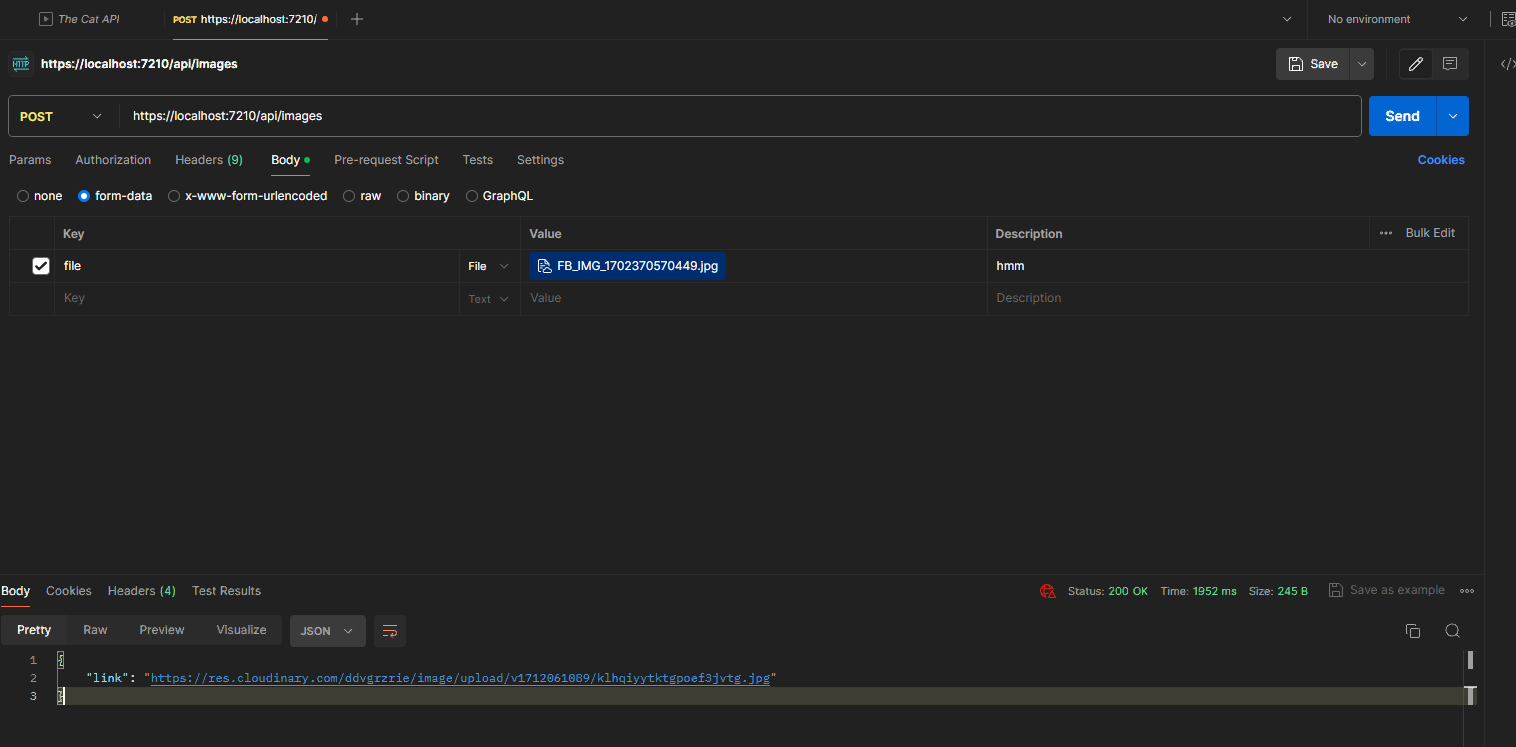 The Cat API POST https://localhost:7210/ No environment
HTTP https://localhost:7210/api/images Save
POST https://localhost:7210/api/images Send
Params Authorization Headers (9) Body Pre-request Script Tests Settings Cookies
none form-data x-www-form-urlencoded raw binary GraphQL
Key Value Description ••• Bulk Edit
file File FB_IMG_1702370570449.jpg hmm
Key Text Value Description
Body Cookies Headers (4) Test Results Status: 200 OK Time: 1952 ms Size: 245 B Save as example
Pretty Raw Preview Visualize JSON
1 {
2 "link": "https://res.cloudinary.com/ddvgrzrie/image/upload/v1712061089/klhqiyytktgpoef3jvtg.jpg"
3 }